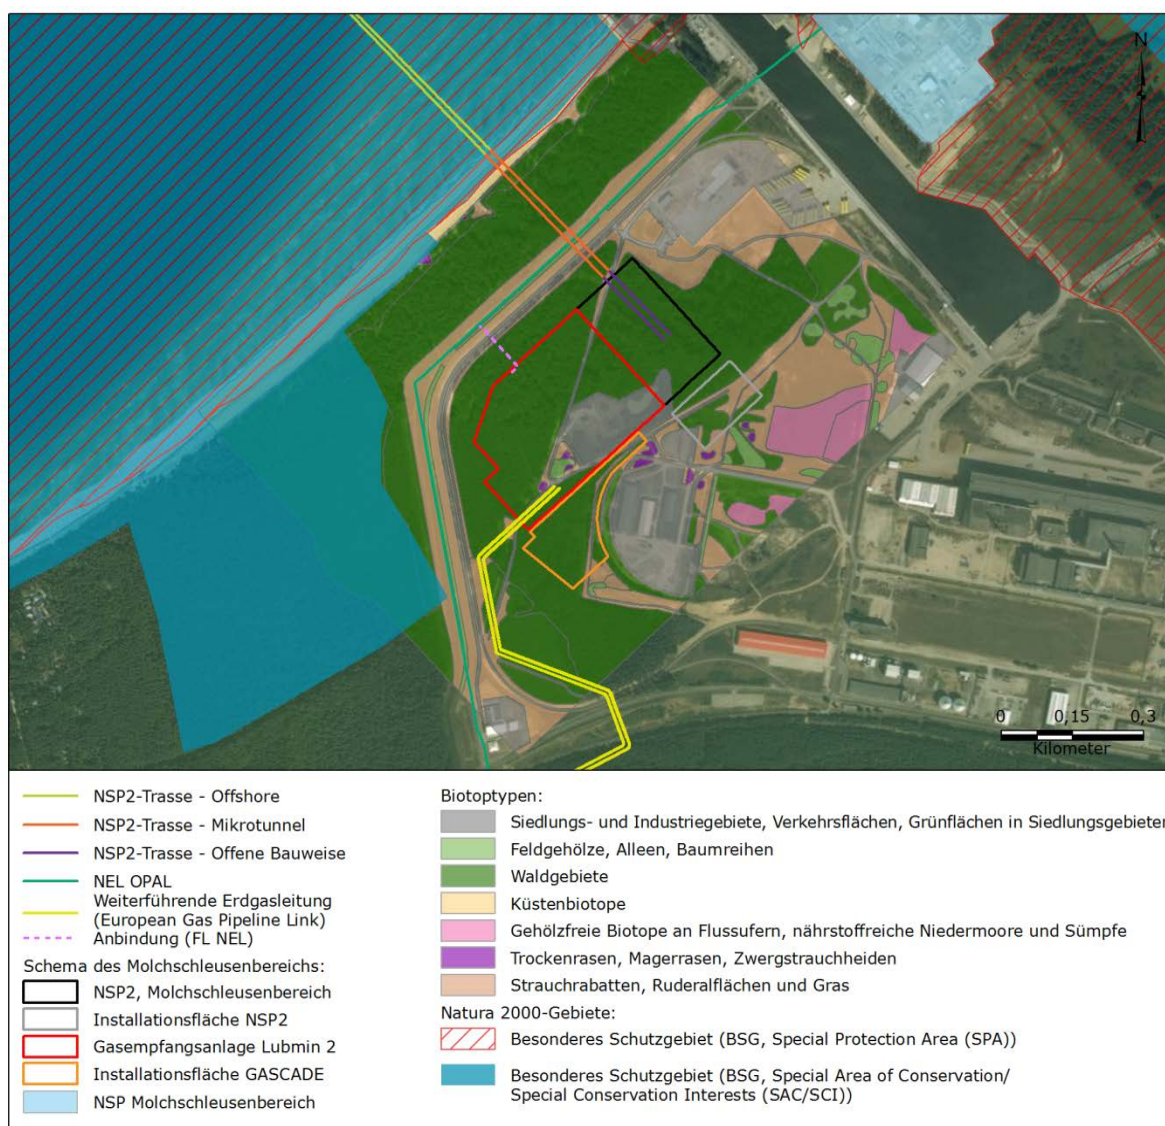 N
0 0,15 0,3
Kilometer
NSP2-Trasse - Offshore
NSP2-Trasse - Mikrotunnel
NSP2-Trasse - Offene Bauweise
NEL OPAL
Weiterführende Erdgasleitung
(European Gas Pipeline Link)
Anbindung (FL NEL)
Schema des Molchschleusenbereichs:
NSP2, Molchschleusenbereich
Installationsfläche NSP2
Gasempfangsanlage Lubmin 2
Installationsfläche GASCADE
NSP Molchschleusenbereich
Biotoptypen:
Siedlungs- und Industriegebiete, Verkehrsflächen, Grünflächen in Siedlungsgebieten
Feldgehölze, Alleen, Baumreihen
Waldgebiete
Küstenbiotope
Gehölzfreie Biotope an Flussufern, nährstoffreiche Niedermoore und Sümpfe
Trockenrasen, Magerrasen, Zwergstrauchheiden
Strauchrabatten, Ruderalflächen und Gras
Natura 2000-Gebiete:
Besonderes Schutzgebiet (BSG, Special Protection Area (SPA))
Besonderes Schutzgebiet (BSG, Special Area of Conservation/
Special Conservation Interests (SAC/SCI))